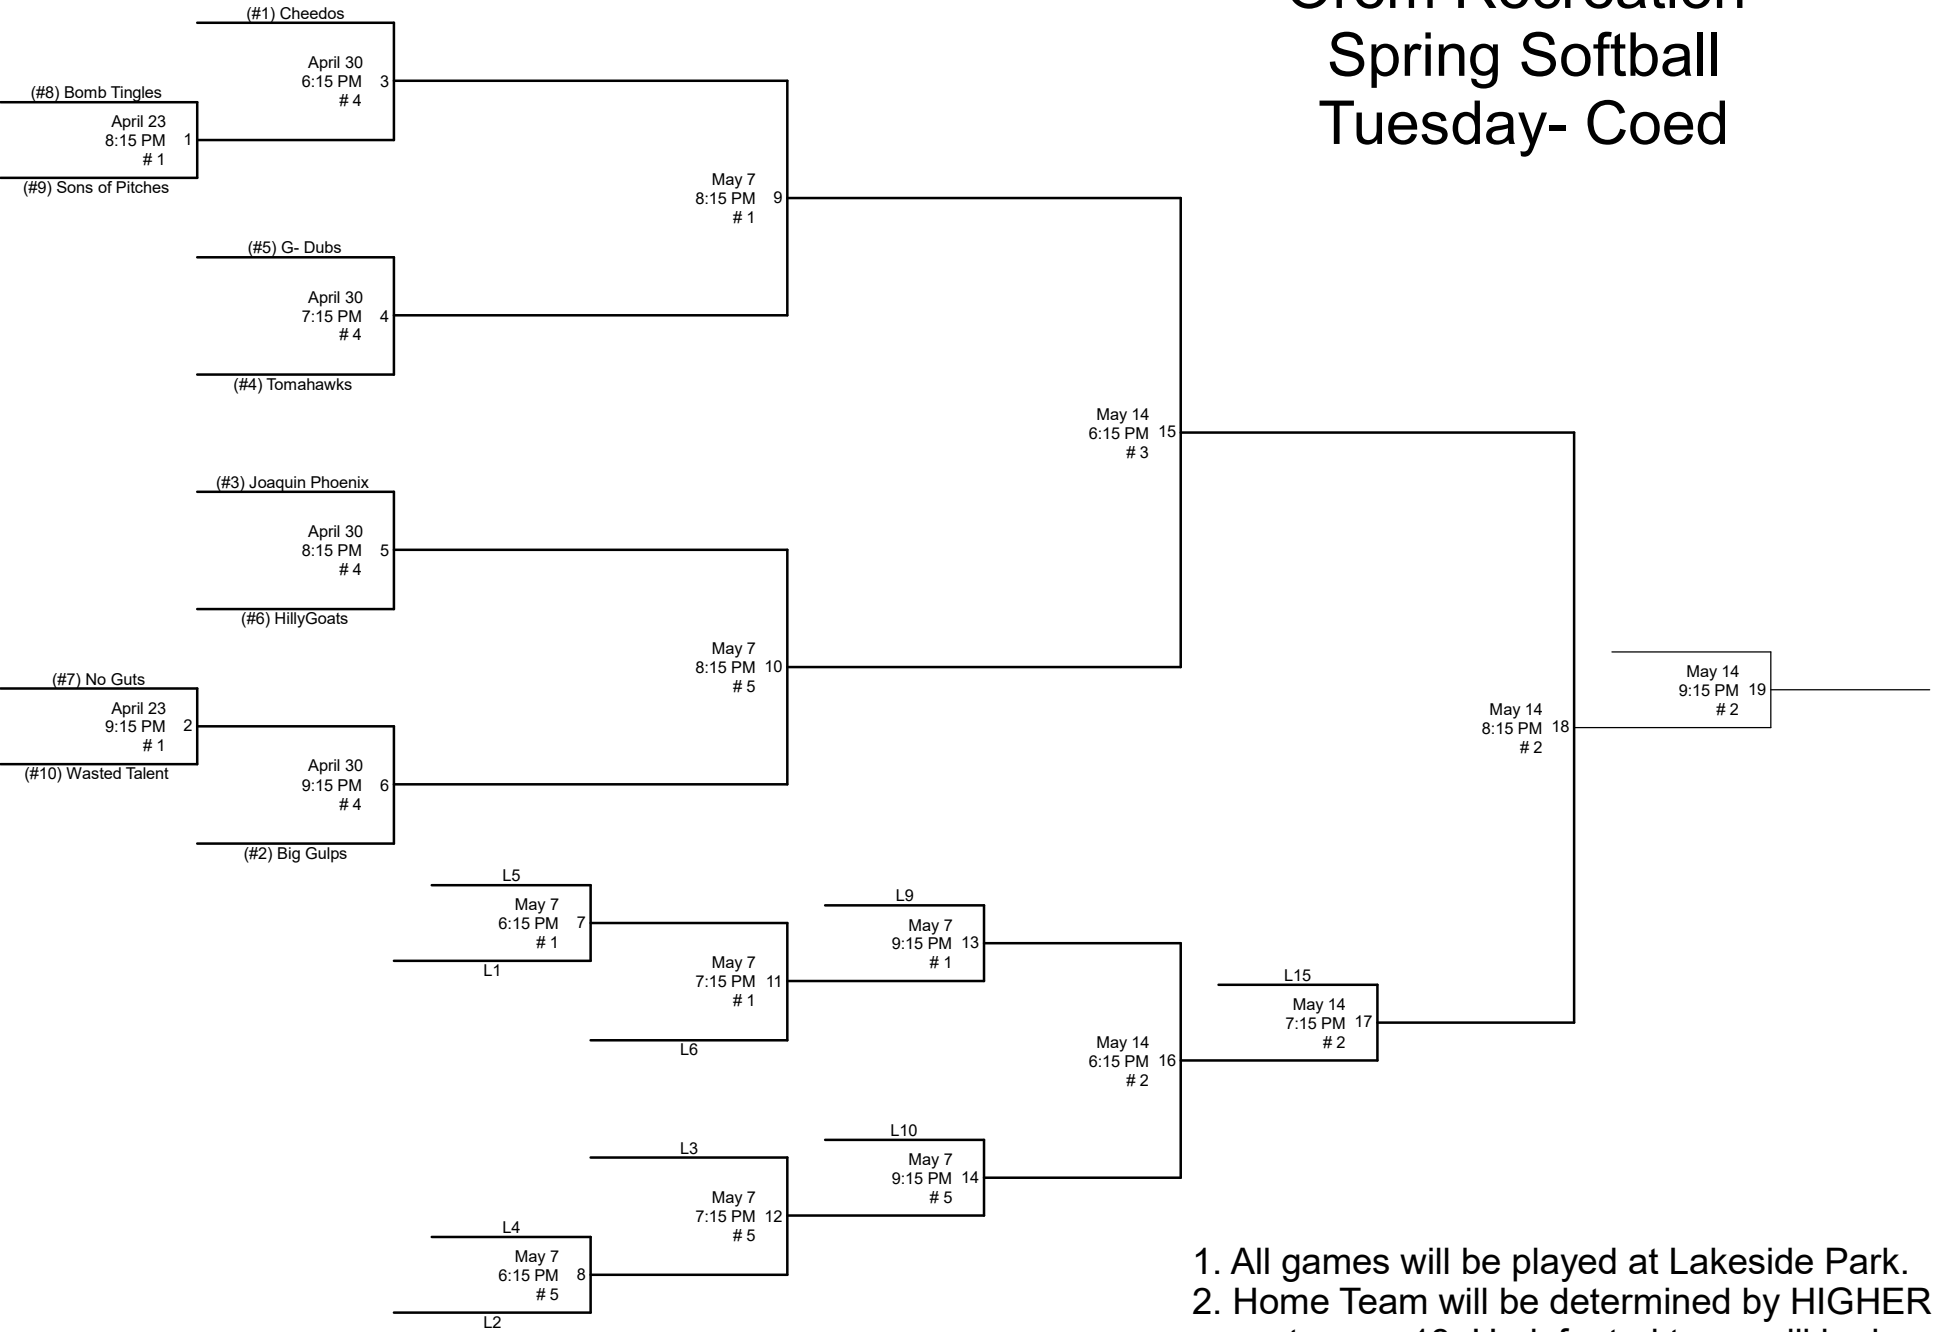 Orem Recreation
Spring Softball
Tuesday- Coed
(#1) Cheedos
April 30
6:15 PM 3
# 4
(#8) Bomb Tingles
April 23
8:15 PM 1
# 1
(#9) Sons of Pitches
May 7
8:15 PM 9
# 1
(#5) G- Dubs
April 30
7:15 PM 4
# 4
(#4) Tomahawks
May 14
6:15 PM 15
# 3
(#3) Joaquin Phoenix
April 30
8:15 PM 5
# 4
(#6) HillyGoats
May 7
8:15 PM 10
# 5
(#7) No Guts
April 23
9:15 PM 2
# 1
(#10) Wasted Talent
April 30
9:15 PM 6
# 4
(#2) Big Gulps
May 14
8:15 PM 18
# 2
May 14
9:15 PM 19
# 2
L5
May 7
6:15 PM 7
# 1
L1
May 7
7:15 PM 11
# 1
L6
L9
May 7
9:15 PM 13
# 1
L15
May 14
7:15 PM 17
# 2
May 14
6:15 PM 16
# 2
L10
May 7
9:15 PM 14
# 5
L3
May 7
7:15 PM 12
# 5
L4
May 7
6:15 PM 8
# 5
L2
1. All games will be played at Lakeside Park.
2. Home Team will be determined by HIGHER